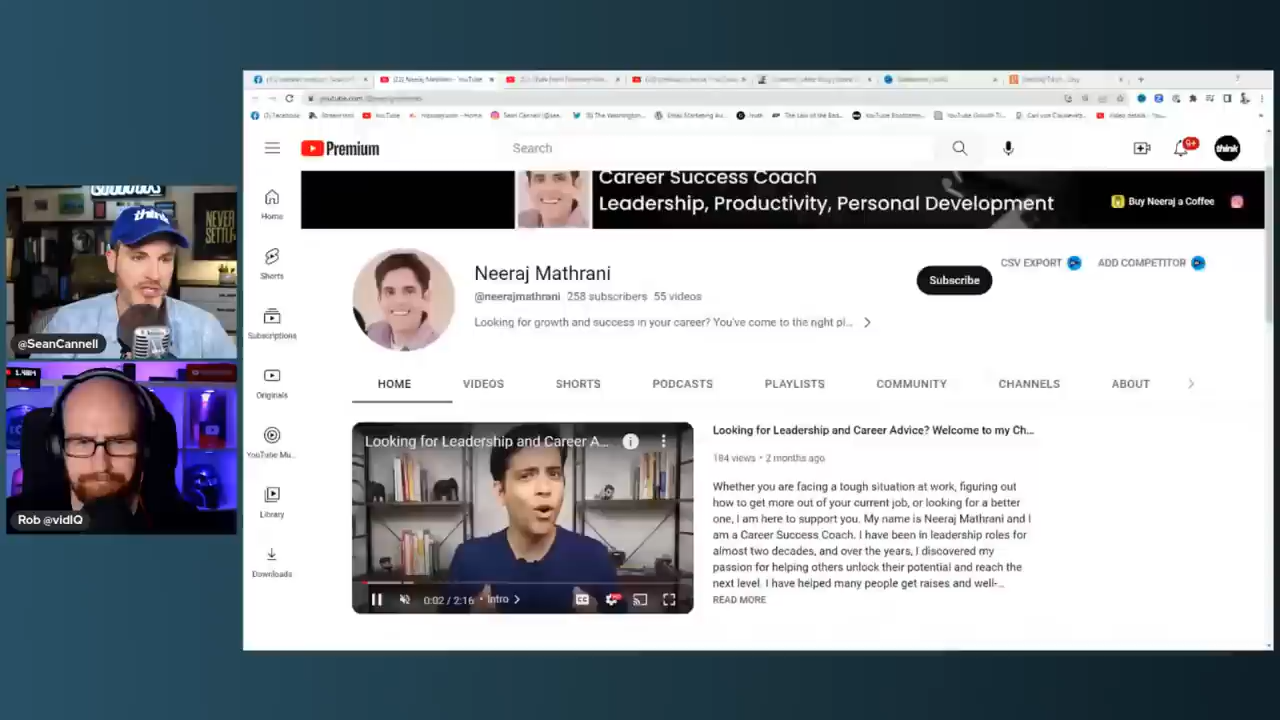 Premium
Search
9+
think
Career Success Coach
Leadership, Productivity, Personal Development
Buy Neeraj a Coffee
Home
Shorts
Subscriptions
Originals
YouTube Mu...
Library
Downloads
Neeraj Mathrani
@neerajmathrani 258 subscribers 55 videos
Looking for growth and success in your career? You've come to the right pl...
Subscribe
CSV EXPORT
ADD COMPETITOR
HOME VIDEOS SHORTS PODCASTS PLAYLISTS COMMUNITY CHANNELS ABOUT
Looking for Leadership and Career A...
0:02 / 2:16 • Intro
Looking for Leadership and Career Advice? Welcome to my Ch...
184 views • 2 months ago
Whether you are facing a tough situation at work, figuring out
how to get more out of your current job, or looking for a better
one, I am here to support you. My name is Neeraj Mathrani and I
am a Career Success Coach. I have been in leadership roles for
almost two decades, and over the years, I discovered my
passion for helping others unlock their potential and reach the
next level. I have helped many people get raises and well-...
READ MORE
think
NEVER
SETTLE
@SeanCannell
Rob @vidIQ